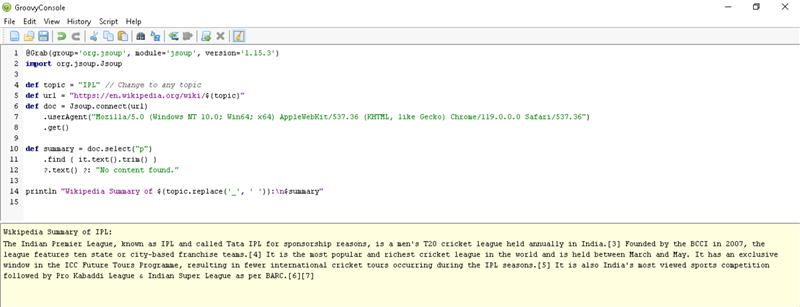 GroovyConsole
File Edit View History Script Help
1 @Grab(group='org.jsoup', module='jsoup', version='1.15.3')
2 import org.jsoup.Jsoup
3
4 def topic = "IPL" // Change to any topic
5 def url = "https://en.wikipedia.org/wiki/${topic}"
6 def doc = Jsoup.connect(url)
7 .userAgent("Mozilla/5.0 (Windows NT 10.0; Win64; x64) AppleWebKit/537.36 (KHTML, like Gecko) Chrome/119.0.0.0 Safari/537.36")
8 .get()
9
10 def summary = doc.select("p")
11 .find { it.text().trim() }
12 ?.text() ?: "No content found."
13
14 println "Wikipedia Summary of ${topic.replace('_', ' ')}:\n$summary"
15
Wikipedia Summary of IPL:
The Indian Premier League, known as IPL and called Tata IPL for sponsorship reasons, is a men's T20 cricket league held annually in India.[3] Founded by the BCCI in 2007, the
league features ten state or city-based franchise teams.[4] It is the most popular and richest cricket league in the world and is held between March and May. It has an exclusive
window in the ICC Future Tours Programme, resulting in fewer international cricket tours occurring during the IPL seasons.[5] It is also India's most viewed sports competition
followed by Pro Kabaddi League & Indian Super League as per BARC.[6][7]